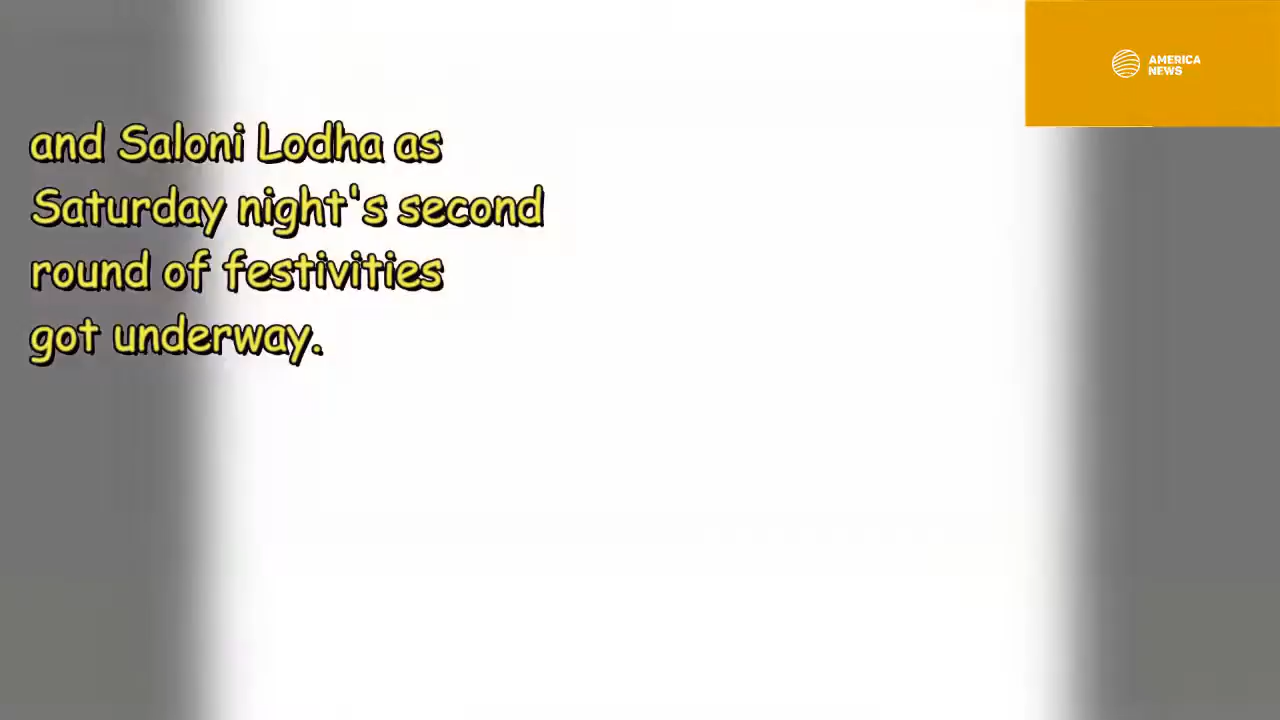 AMERICA
NEWS
and Saloni Lodha as
Saturday night's second
round of festivities
got underway.